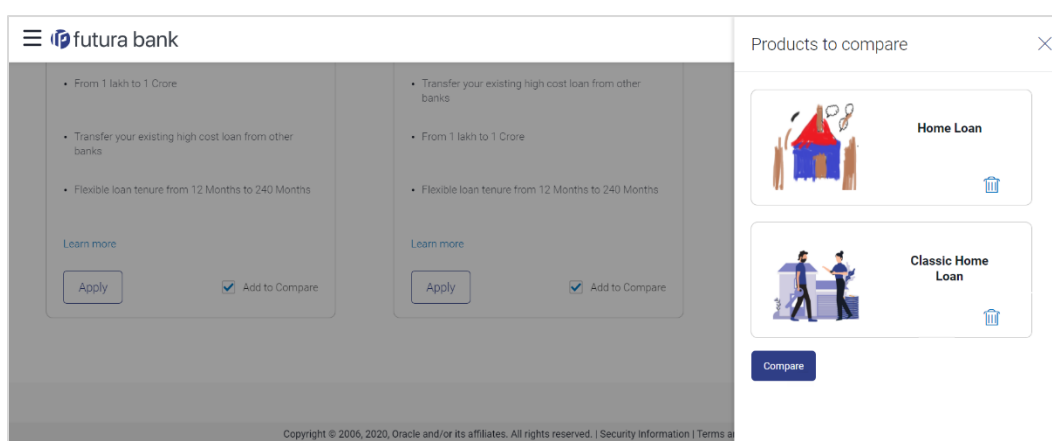 futura bank
• From 1 lakh to 1 Crore
• Transfer your existing high cost loan from other
banks
• Flexible loan tenure from 12 Months to 240 Months
Learn more
Apply
Add to Compare
• Transfer your existing high cost loan from other
banks
• From 1 lakh to 1 Crore
• Flexible loan tenure from 12 Months to 240 Months
Learn more
Apply
Add to Compare
Copyright © 2006, 2020, Oracle and/or its affiliates. All rights reserved. | Security Information | Terms
Products to compare
Home Loan
Classic Home
Loan
Compare